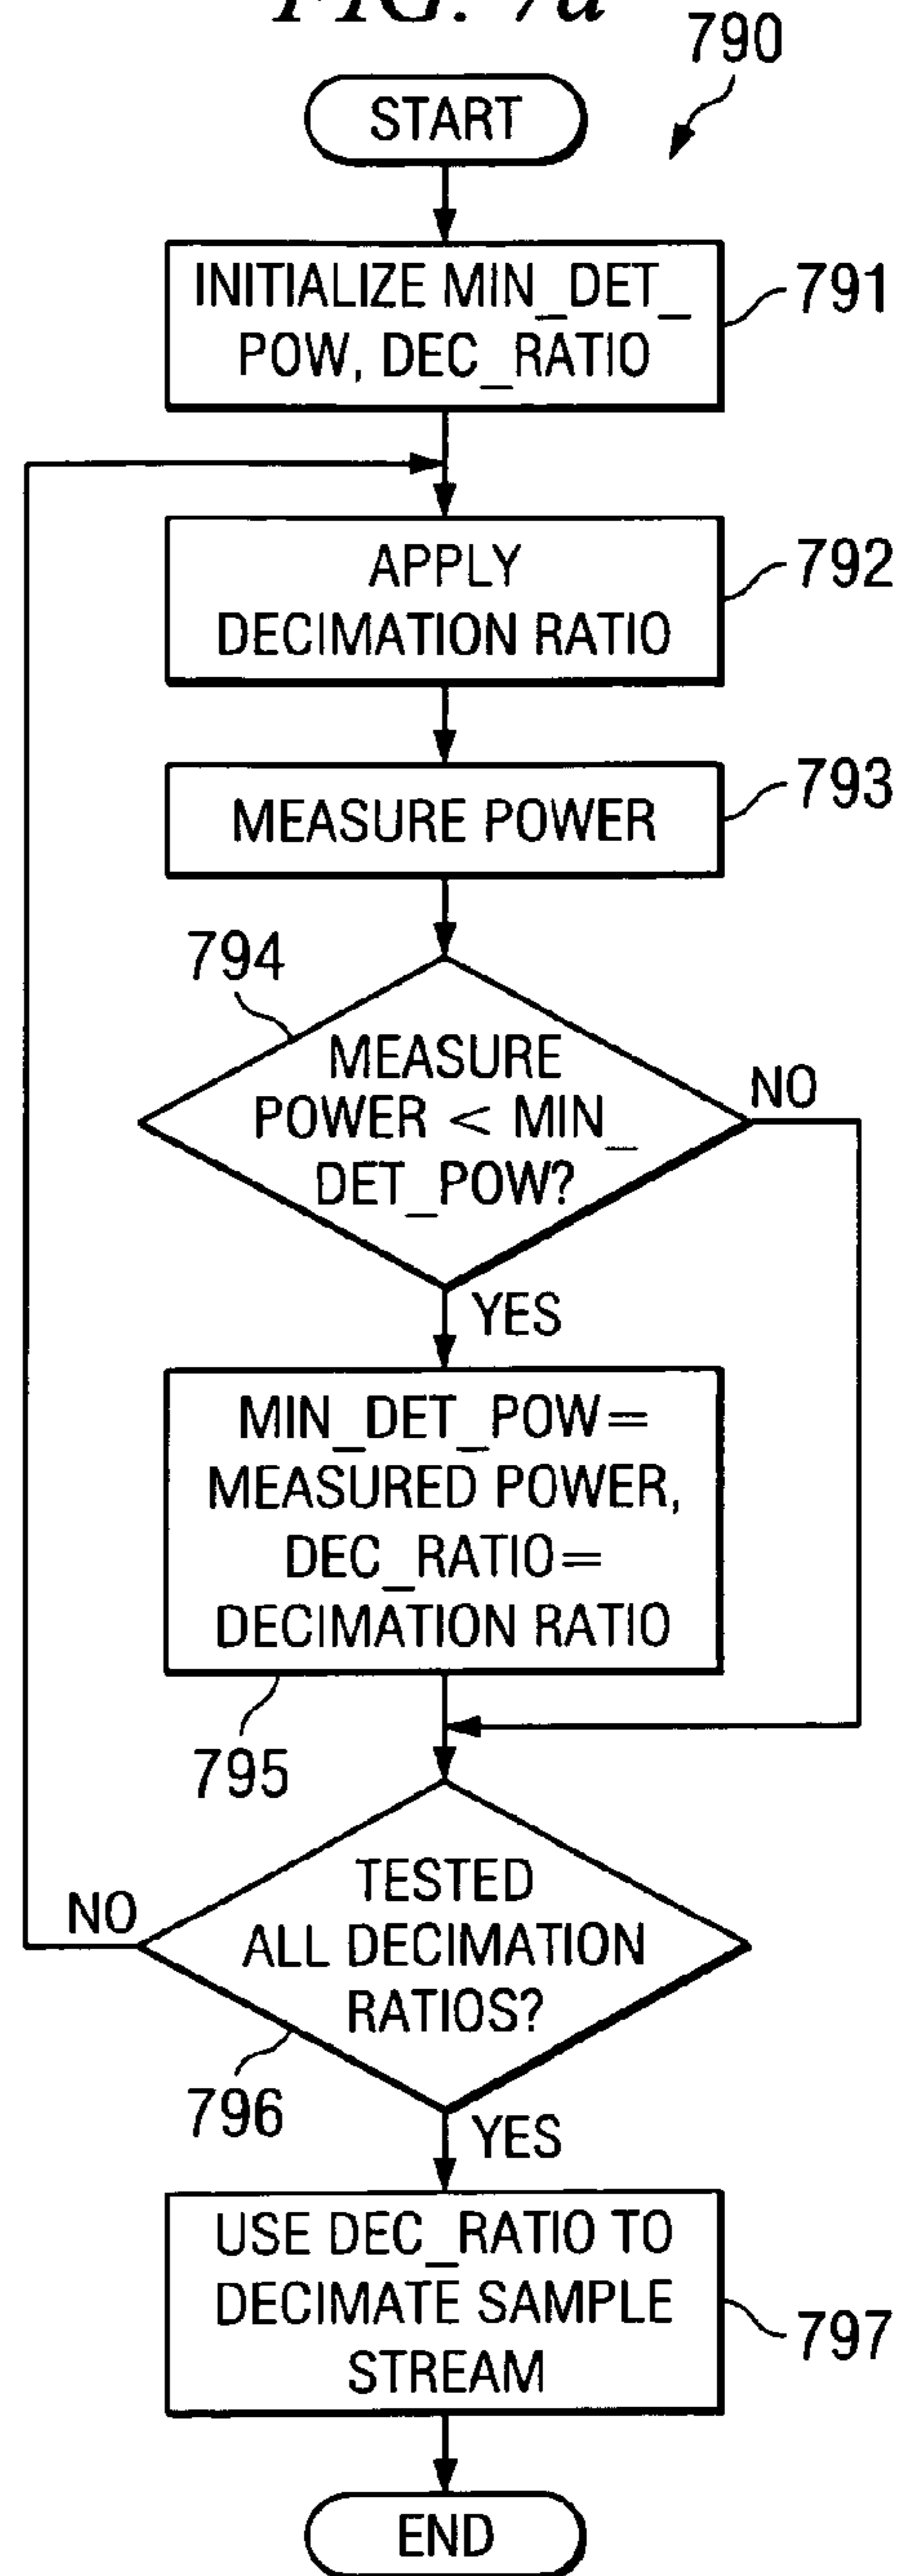 FIG. 7a
790
START
INITIALIZE MIN_DET_
POW, DEC_RATIO
791
APPLY
DECIMATION RATIO
792
MEASURE POWER
793
794
MEASURE
POWER < MIN_
DET_POW?
NO
YES
MIN_DET_POW=
MEASURED POWER,
DEC_RATIO=
DECIMATION RATIO
795
TESTED
ALL DECIMATION
RATIOS?
NO
796
YES
USE DEC_RATIO TO
DECIMATE SAMPLE
STREAM
797
END